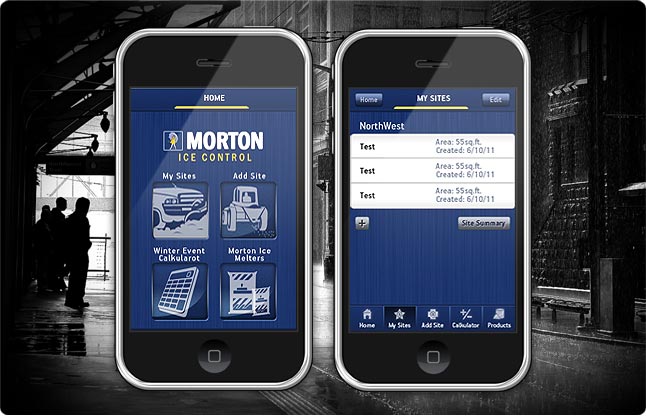 HOME
MORTON
ICE CONTROL
My Sites Add Site
Winter Event
Calkularot
Morton Ice
Melters
Home MY SITES Edit
NorthWest
Test Area: 55sq.ft.
Created: 6/10/11
Test Area: 55sq.ft.
Created: 6/10/11
Test Area: 55sq.ft.
Created: 6/10/11
+ Site Summary
Home My Sites Add Site Calkulator Products